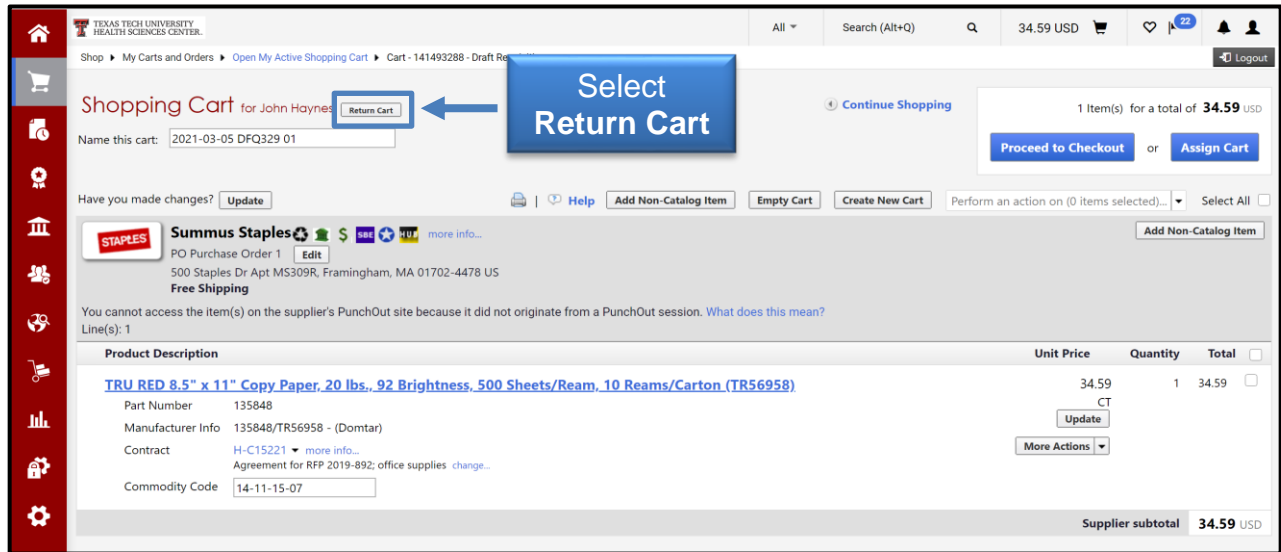 TEXAS TECH UNIVERSITY
HEALTH SCIENCES CENTER.
All Search (Alt+Q) 34.59 USD 22
Shop My Carts and Orders Open My Active Shopping Cart Cart - 141493288 - Draft
Logout
Select
Return Cart
Shopping Cart for John Haynes Return Cart
Continue Shopping
1 Item(s) for a total of 34.59 USD
Name this cart: 2021-03-05 DFQ329 01
Proceed to Checkout or Assign Cart
Have you made changes? Update
Help Add Non-Catalog Item Empty Cart Create New Cart Perform an action on (0 items selected)... Select All
STAPLES Summus Staples $ SBE HUB more info...
Add Non-Catalog Item
PO Purchase Order 1 Edit
500 Staples Dr Apt MS309R, Framingham, MA 01702-4478 US
Free Shipping
You cannot access the item(s) on the supplier's PunchOut site because it did not originate from a PunchOut session. What does this mean?
Line(s): 1
Product Description Unit Price Quantity Total
TRU RED 8.5" x 11" Copy Paper, 20 lbs., 92 Brightness, 500 Sheets/Ream, 10 Reams/Carton (TR56958) 34.59 1 34.59
CT
Part Number 135848
Update
Manufacturer Info 135848/TR56958 - (Domtar)
Contract H-C15221 more info...
More Actions
Agreement for RFP 2019-892; office supplies change...
Commodity Code 14-11-15-07
Supplier subtotal 34.59 USD